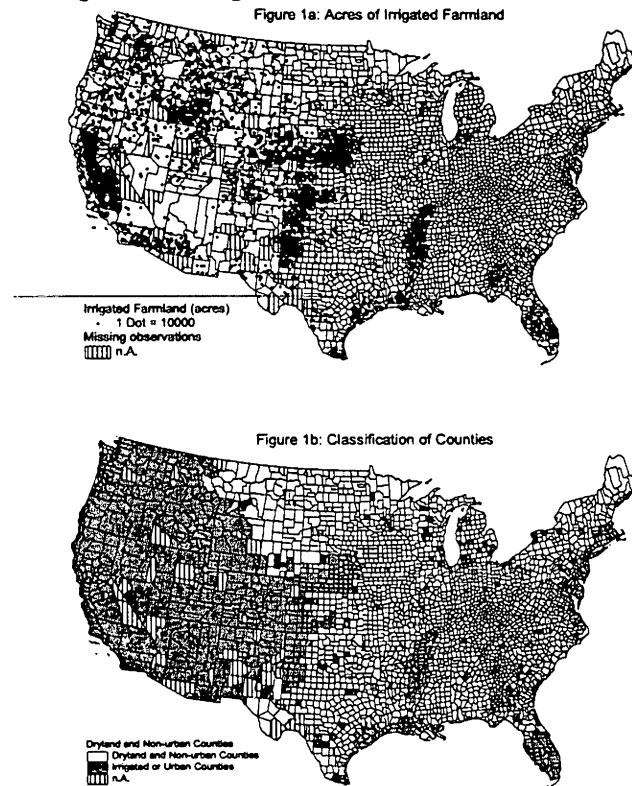 Figure 1a: Acres of Irrigated Farmland
Irrigated Farmland (acres)
1 Dot = 10000
Missing observations
n.A.
Figure 1b: Classification of Counties
Dryland and Non-urban Counties
Dryland and Non-urban Counties
Irrigated or Urban Counties
n.A.